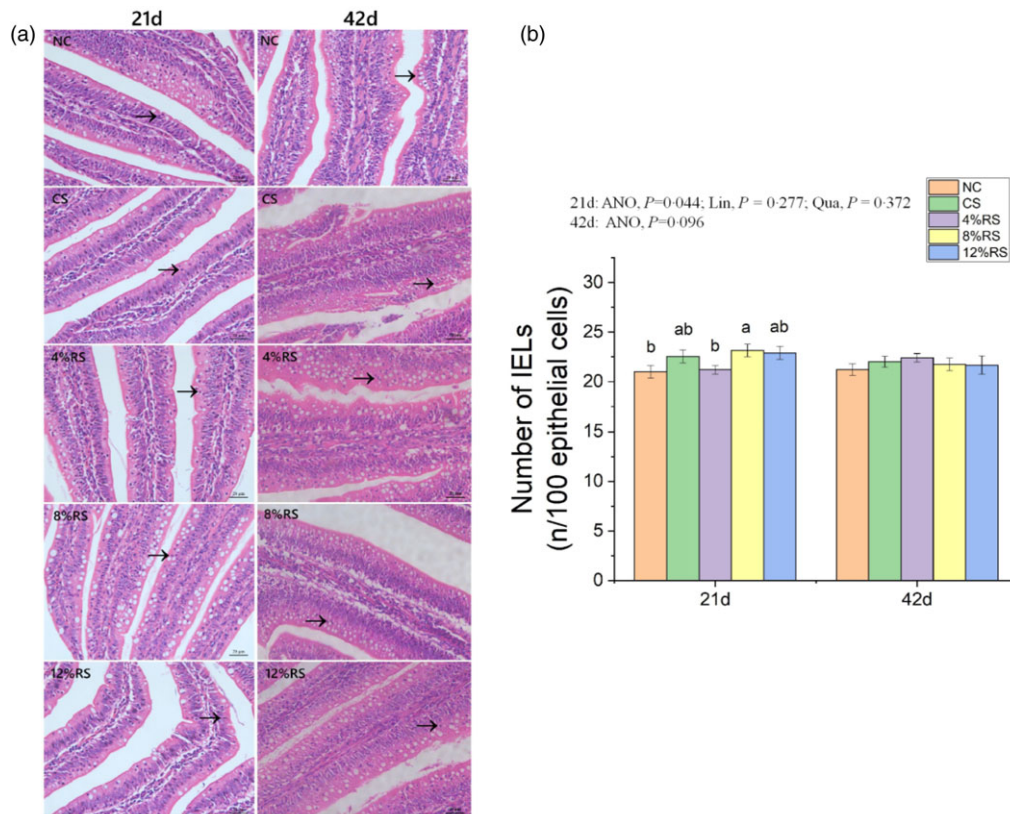 (a)
21d
42d
NC
NC
CS
CS
4%RS
4%RS
8%RS
8%RS
12%RS
12%RS
(b)
21d: ANO, P=0·044; Lin, P = 0·277; Qua, P = 0·372
42d: ANO, P=0·096
NC
CS
4%RS
8%RS
12%RS
Number of IELs
(n/100 epithelial cells)
30
25
20
15
10
5
0
b
ab
b
a
ab
21d
42d